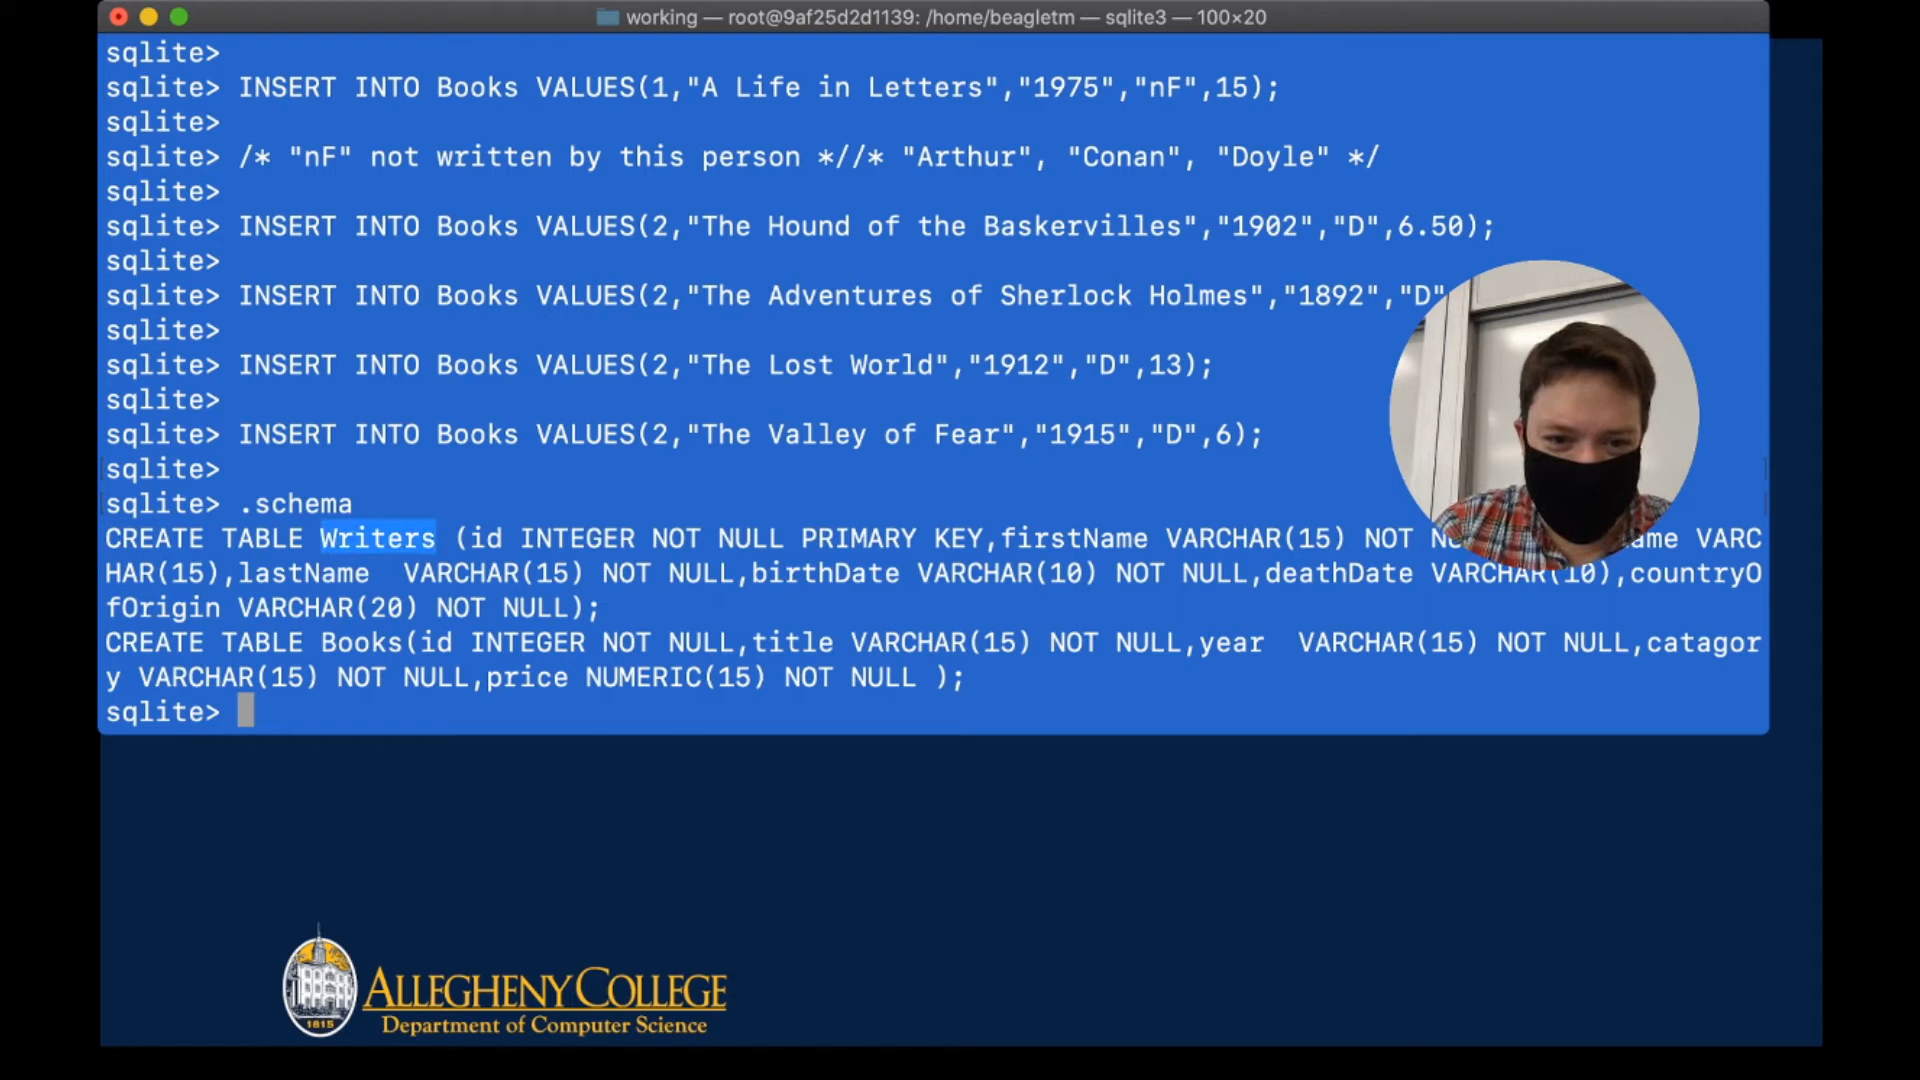 working — root@9af25d2d1139: /home/beagletm — sqlite3 — 100×20
sqlite>
sqlite> INSERT INTO Books VALUES(1,"A Life in Letters","1975","nF",15);
sqlite>
sqlite> /* "nF" not written by this person *//* "Arthur", "Conan", "Doyle" */
sqlite>
sqlite> INSERT INTO Books VALUES(2,"The Hound of the Baskervilles","1902","D",6.50);
sqlite>
sqlite> INSERT INTO Books VALUES(2,"The Adventures of Sherlock Holmes","1892","D"
sqlite>
sqlite> INSERT INTO Books VALUES(2,"The Lost World","1912","D",13);
sqlite>
sqlite> INSERT INTO Books VALUES(2,"The Valley of Fear","1915","D",6);
sqlite>
sqlite> .schema
CREATE TABLE Writers (id INTEGER NOT NULL PRIMARY KEY,firstName VARCHAR(15) NOT VARC
HAR(15),lastName  VARCHAR(15) NOT NULL,birthDate VARCHAR(10) NOT NULL,deathDate VARCHAR(10),countryO
fOrigin VARCHAR(20) NOT NULL);
CREATE TABLE Books(id INTEGER NOT NULL,title VARCHAR(15) NOT NULL,year  VARCHAR(15) NOT NULL,catagor
y VARCHAR(15) NOT NULL,price NUMERIC(15) NOT NULL );
sqlite>
ALLEGHENY COLLEGE
1815
Department of Computer Science